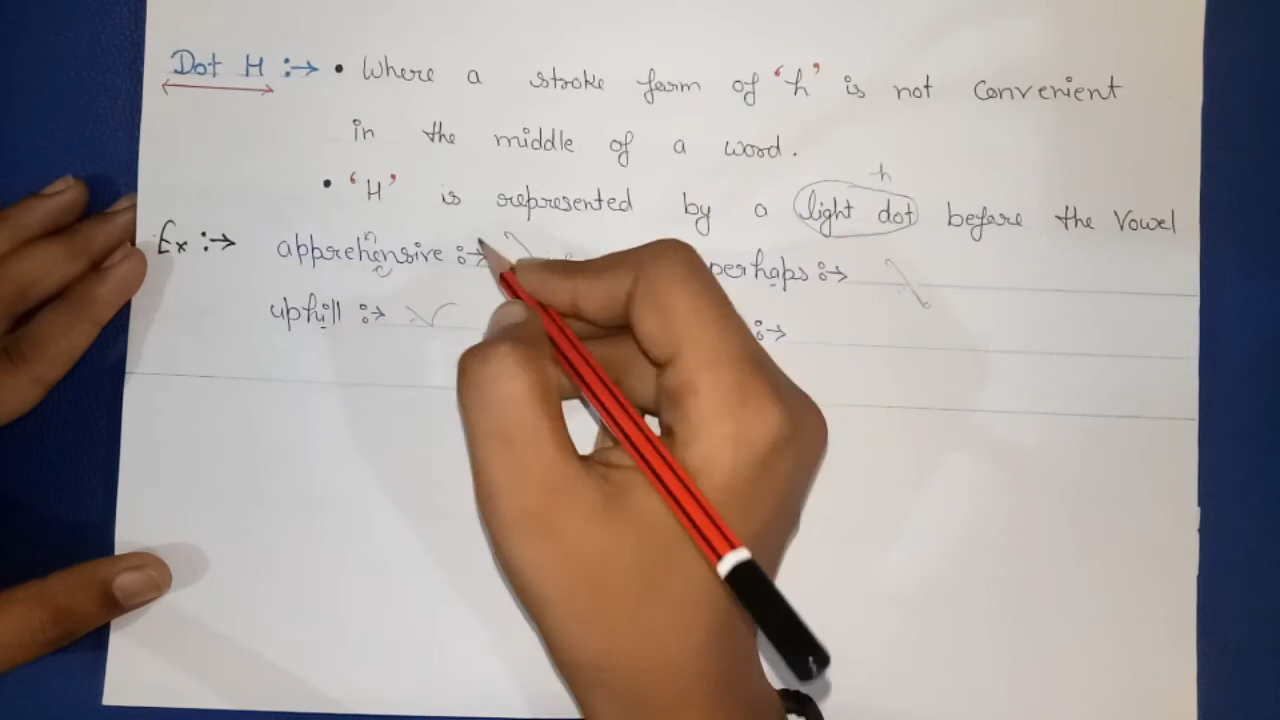 Dot H :→ • Where a stroke form of 'h' is not convenient
in the middle of a word.
h
• 'H' is represented by a light dot before the Vowel
Ex :→ apprehensive :→ perhaps :→
uphill :→ :→